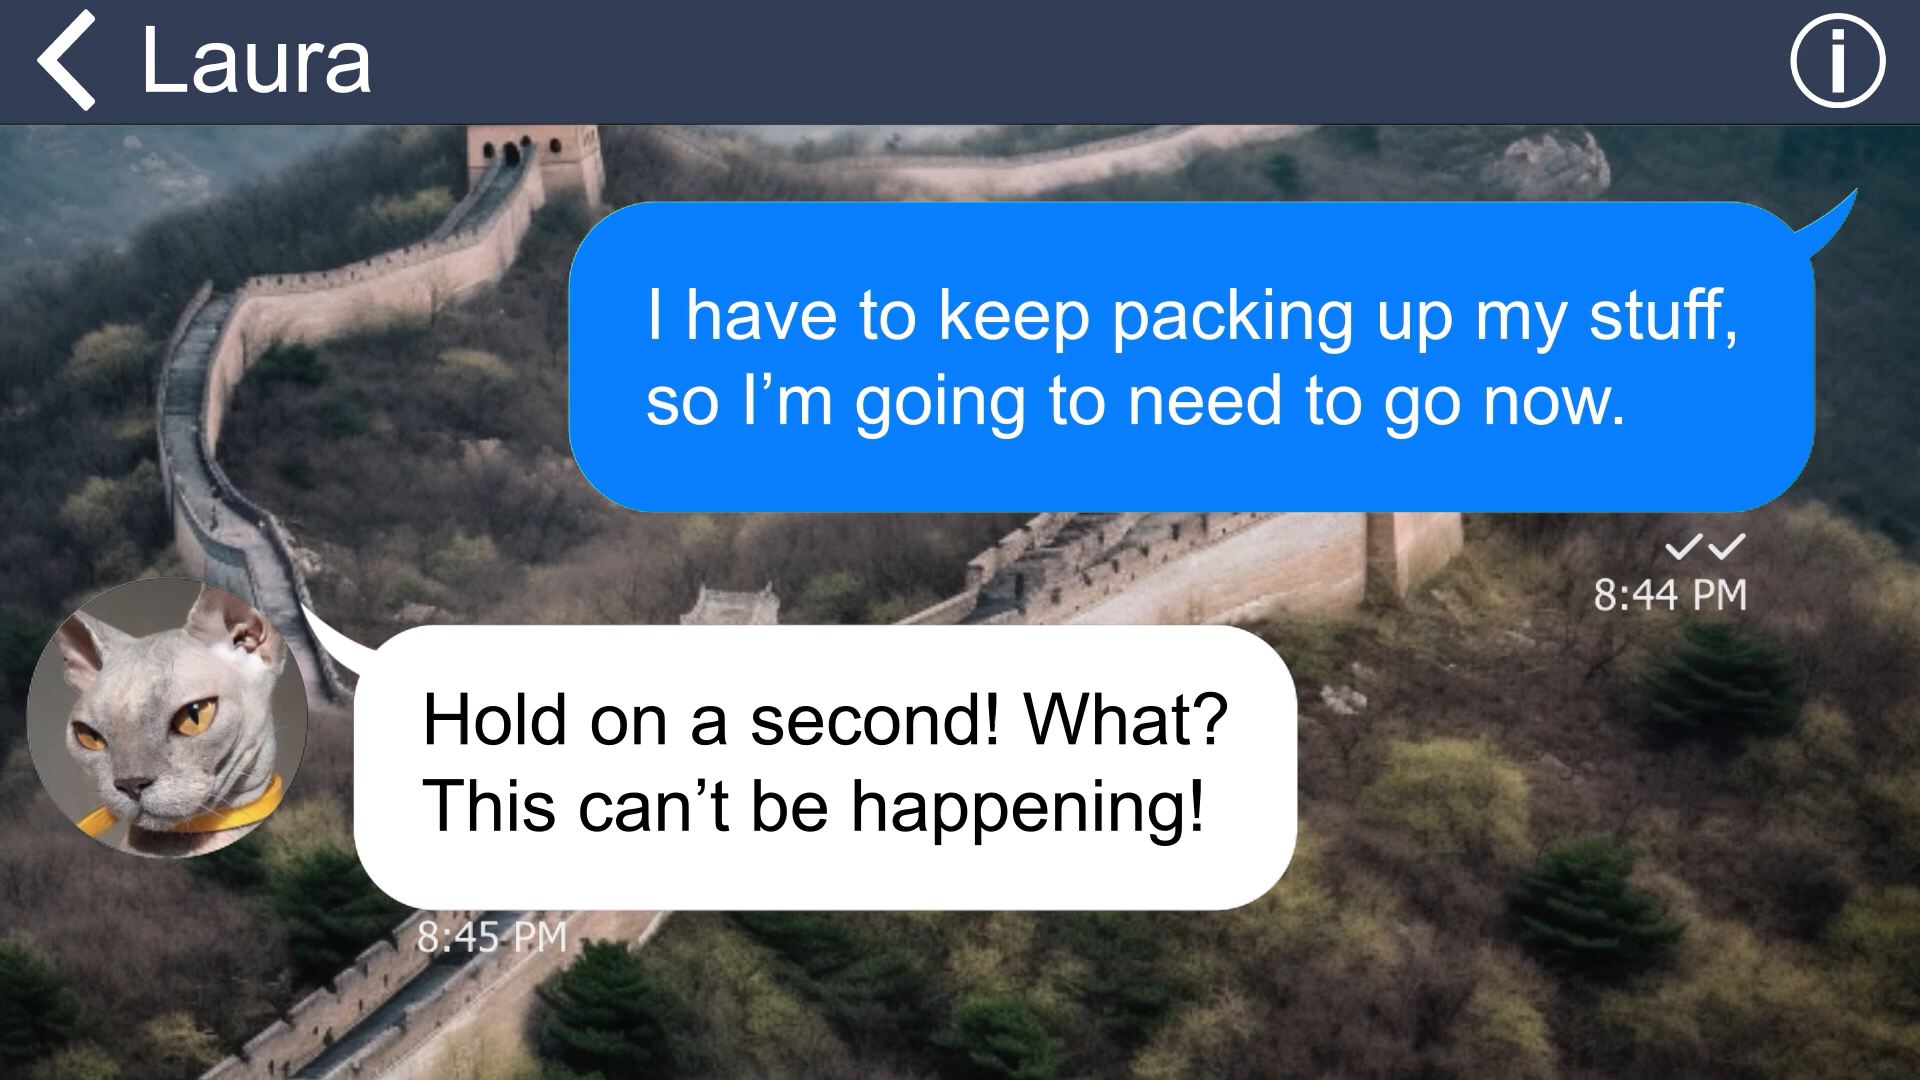 Laura
I have to keep packing up my stuff,
so I’m going to need to go now.
8:44 PM
Hold on a second! What?
This can’t be happening!
8:45 PM